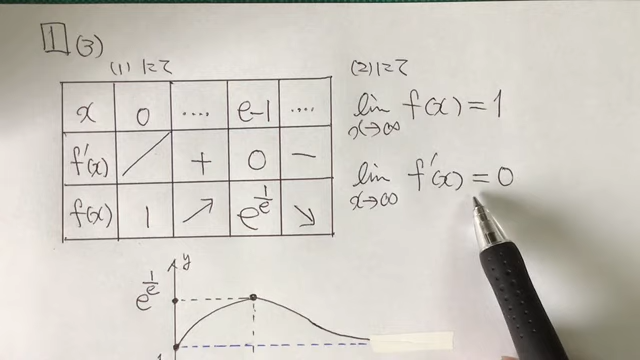 1 (3)
(1) にて
x 0 .... e-1 ....
f'(x) ／ + 0 −
f(x) 1 ↗ e^{1/e} ↘
(2)にて
lim f(x) = 1
x→∞
lim f'(x) = 0
x→∞
y
e^{1/e}
1